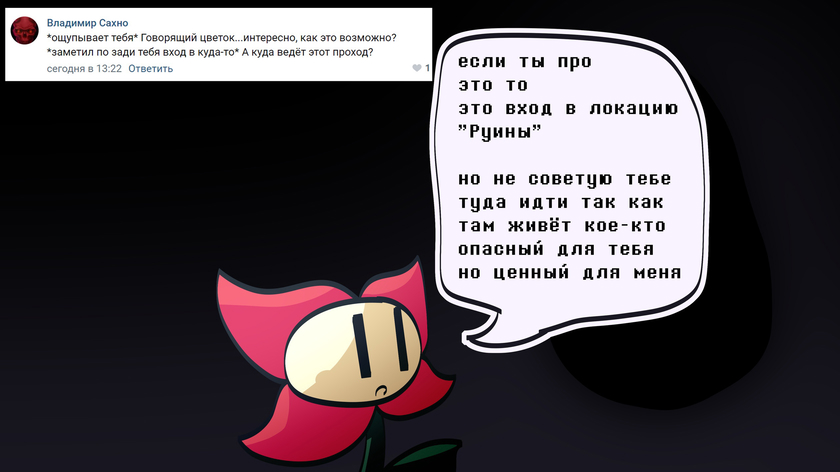 Владимир Сахно
*ощупывает тебя* Говорящий цветок...интересно, как это возможно?
*заметил по зади тебя вход в куда-то* А куда ведёт этот проход?
сегодня в 13:22 Ответить
1
если ты про
это то
это вход в локацию
"Руины"
но не советую тебе
туда идти так как
там живёт кое-кто
опасный для тебя
но ценный для меня